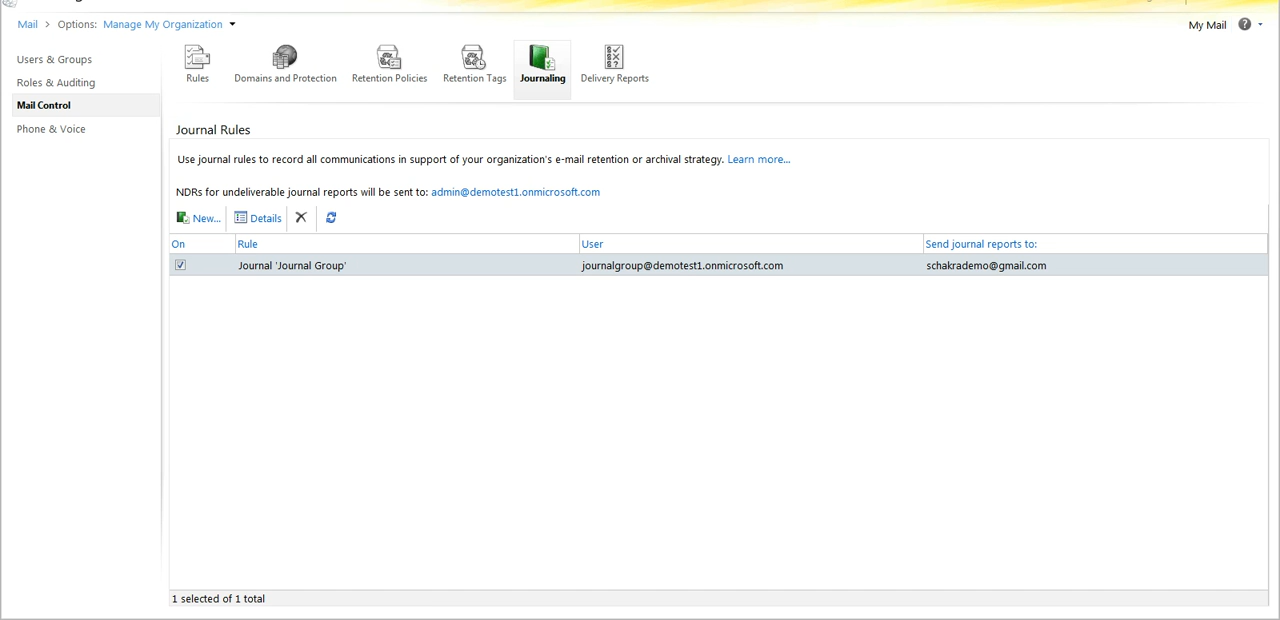 Mail > Options: Manage My Organization
My Mail
Users & Groups
Roles & Auditing
Mail Control
Phone & Voice
Rules
Domains and Protection
Retention Policies
Retention Tags
Journaling
Delivery Reports
Journal Rules
Use journal rules to record all communications in support of your organization's e-mail retention or archival strategy. Learn more...
NDRs for undeliverable journal reports will be sent to: admin@demotest1.onmicrosoft.com
New... Details
On Rule User Send journal reports to:
Journal 'Journal Group' journalgroup@demotest1.onmicrosoft.com schakrademo@gmail.com
1 selected of 1 total